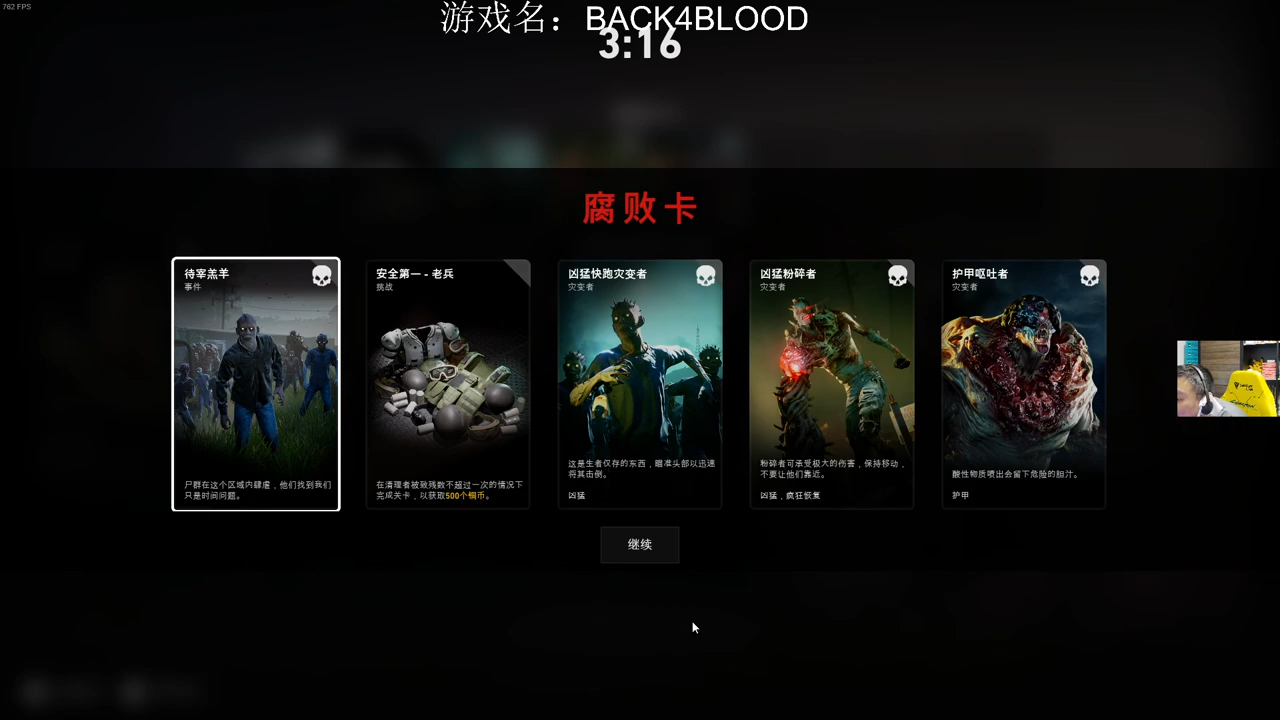 762 FPS
游戏名：BACK4BLOOD
3:16
腐败卡
待宰羔羊
事件
尸群在这个区域内肆虐，他们找到我们
只是时间问题。
安全第一 - 老兵
挑战
在清理者被致残数不超过一次的情况下
完成关卡，以获取500个铜币。
凶猛快跑灾变者
灾变者
这是生者仅存的东西，瞄准头部以迅速
将其击倒。
凶猛
凶猛粉碎者
灾变者
粉碎者可承受极大的伤害，保持移动，
不要让他们靠近。
凶猛，疯狂恢复
护甲呕吐者
灾变者
酸性物质喷出会留下危险的胆汁。
护甲
继续